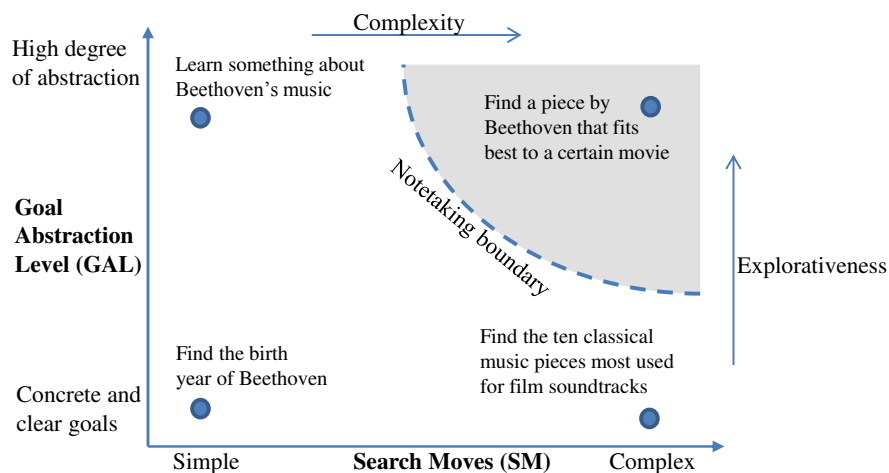 Complexity
High degree
of abstraction
Learn something about
Beethoven's music
Find a piece by
Beethoven that fits
best to a certain movie
Notetaking boundary
Goal
Abstraction
Level (GAL)
Explorativeness
Find the birth
year of Beethoven
Find the ten classical
music pieces most used
for film soundtracks
Concrete and
clear goals
Simple
Search Moves (SM)
Complex